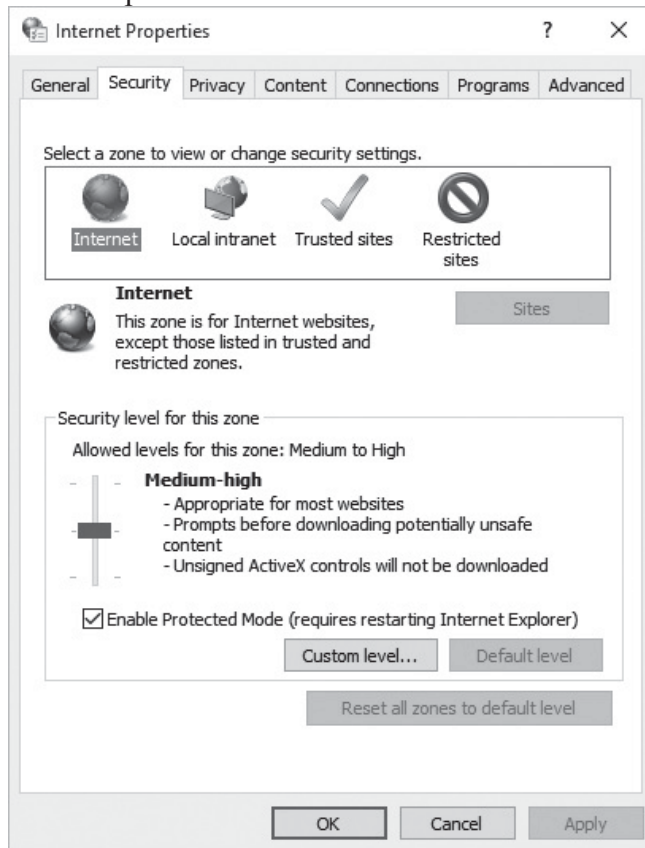 Internet Properties ? X
General Security Privacy Content Connections Programs Advanced
Select a zone to view or change security settings.
Internet Local intranet Trusted sites Restricted
sites
Internet
This zone is for Internet websites,
except those listed in trusted and
restricted zones.
Sites
Security level for this zone
Allowed levels for this zone: Medium to High
Medium-high
- Appropriate for most websites
- Prompts before downloading potentially unsafe
content
- Unsigned ActiveX controls will not be downloaded
Enable Protected Mode (requires restarting Internet Explorer)
Custom level... Default level
Reset all zones to default level
OK Cancel Apply